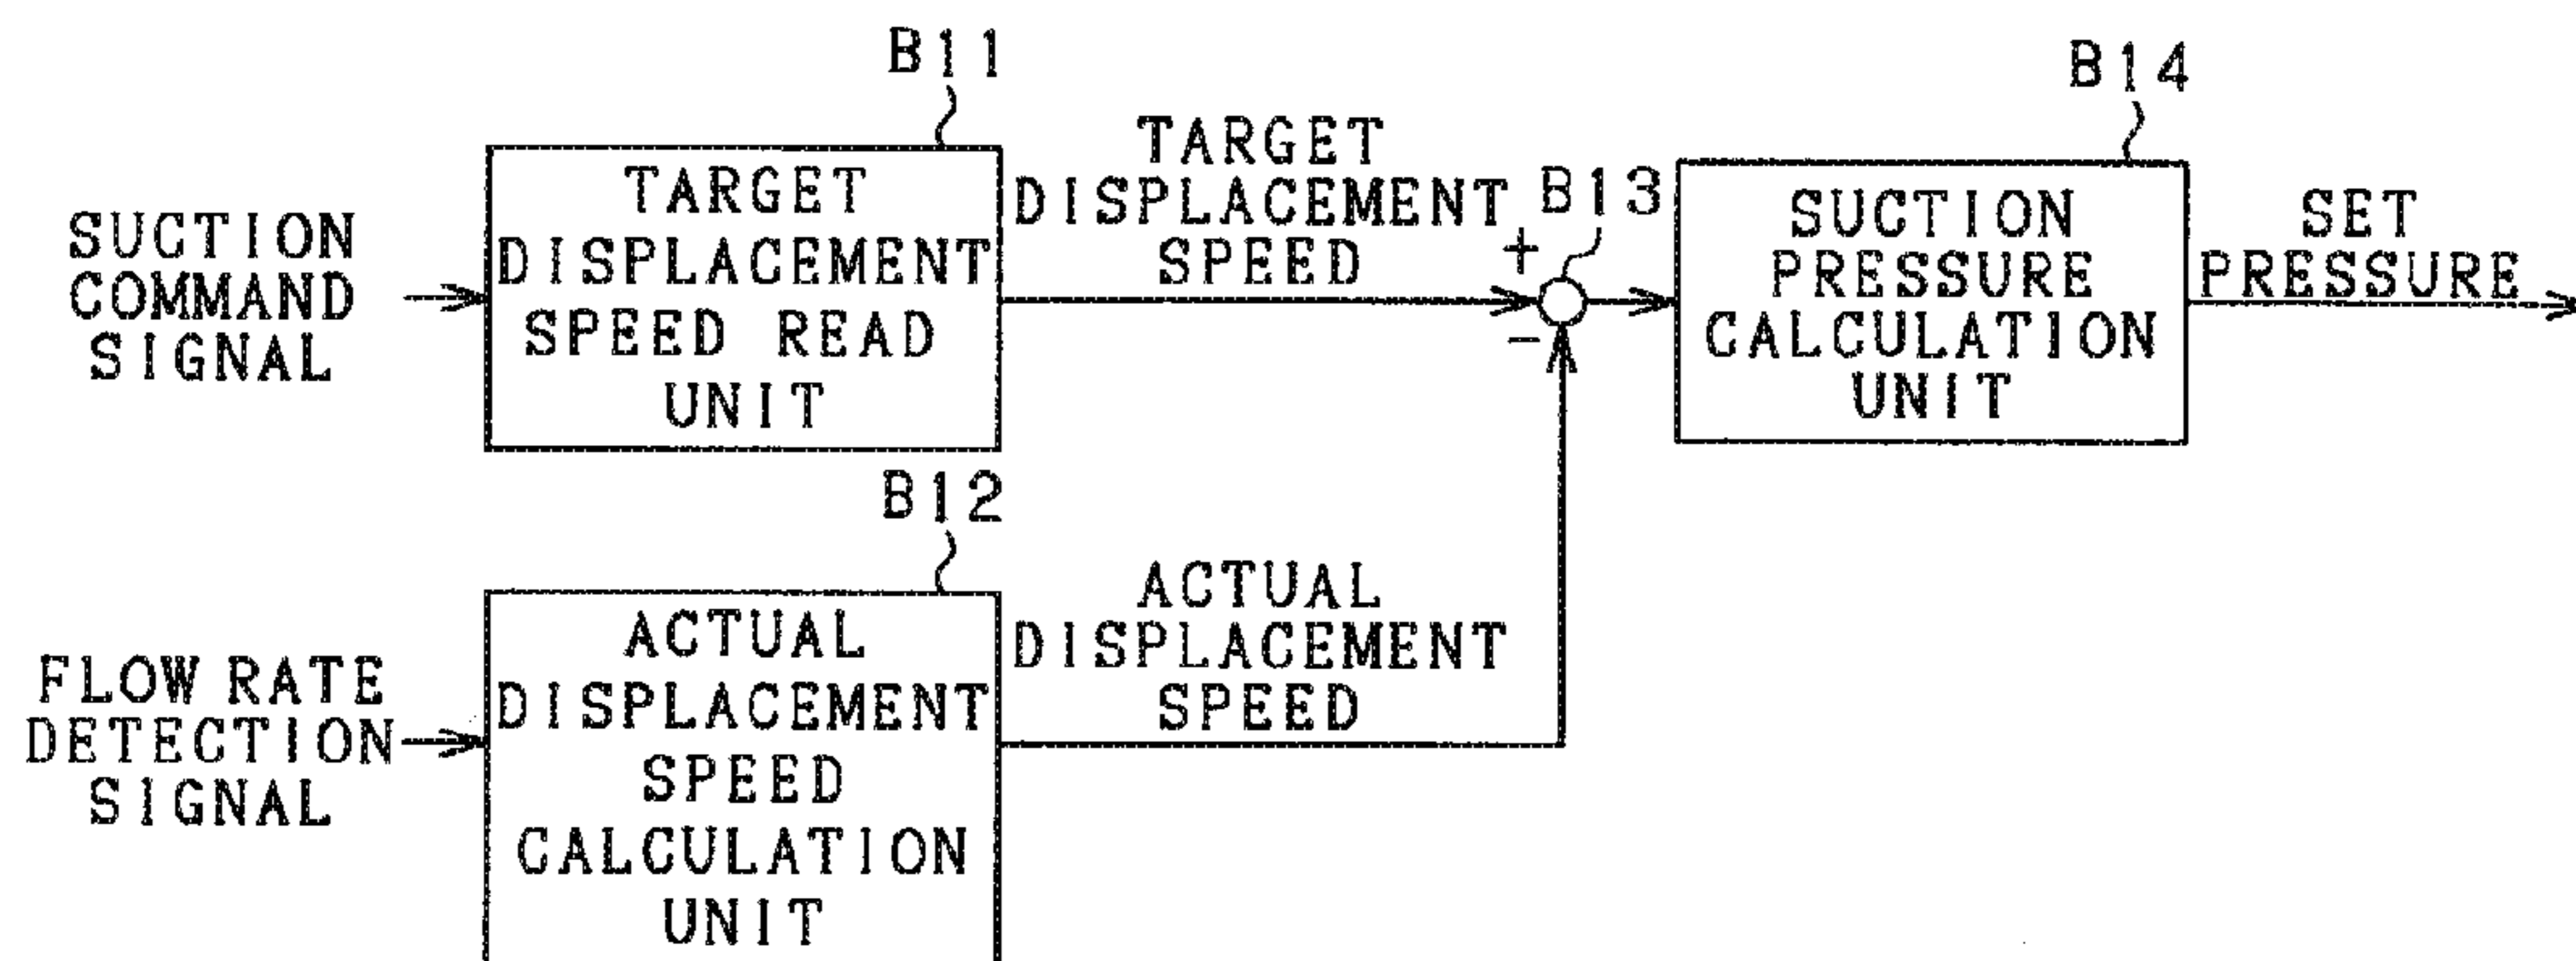 B11
TARGET
DISPLACEMENT
SPEED READ
UNIT
SUCTION
COMMAND
SIGNAL
TARGET
DISPLACEMENT
SPEED
+
-
B13
B14
SUCTION
PRESSURE
CALCULATION
UNIT
SET
PRESSURE
B12
ACTUAL
DISPLACEMENT
SPEED
CALCULATION
UNIT
FLOW RATE
DETECTION
SIGNAL
ACTUAL
DISPLACEMENT
SPEED